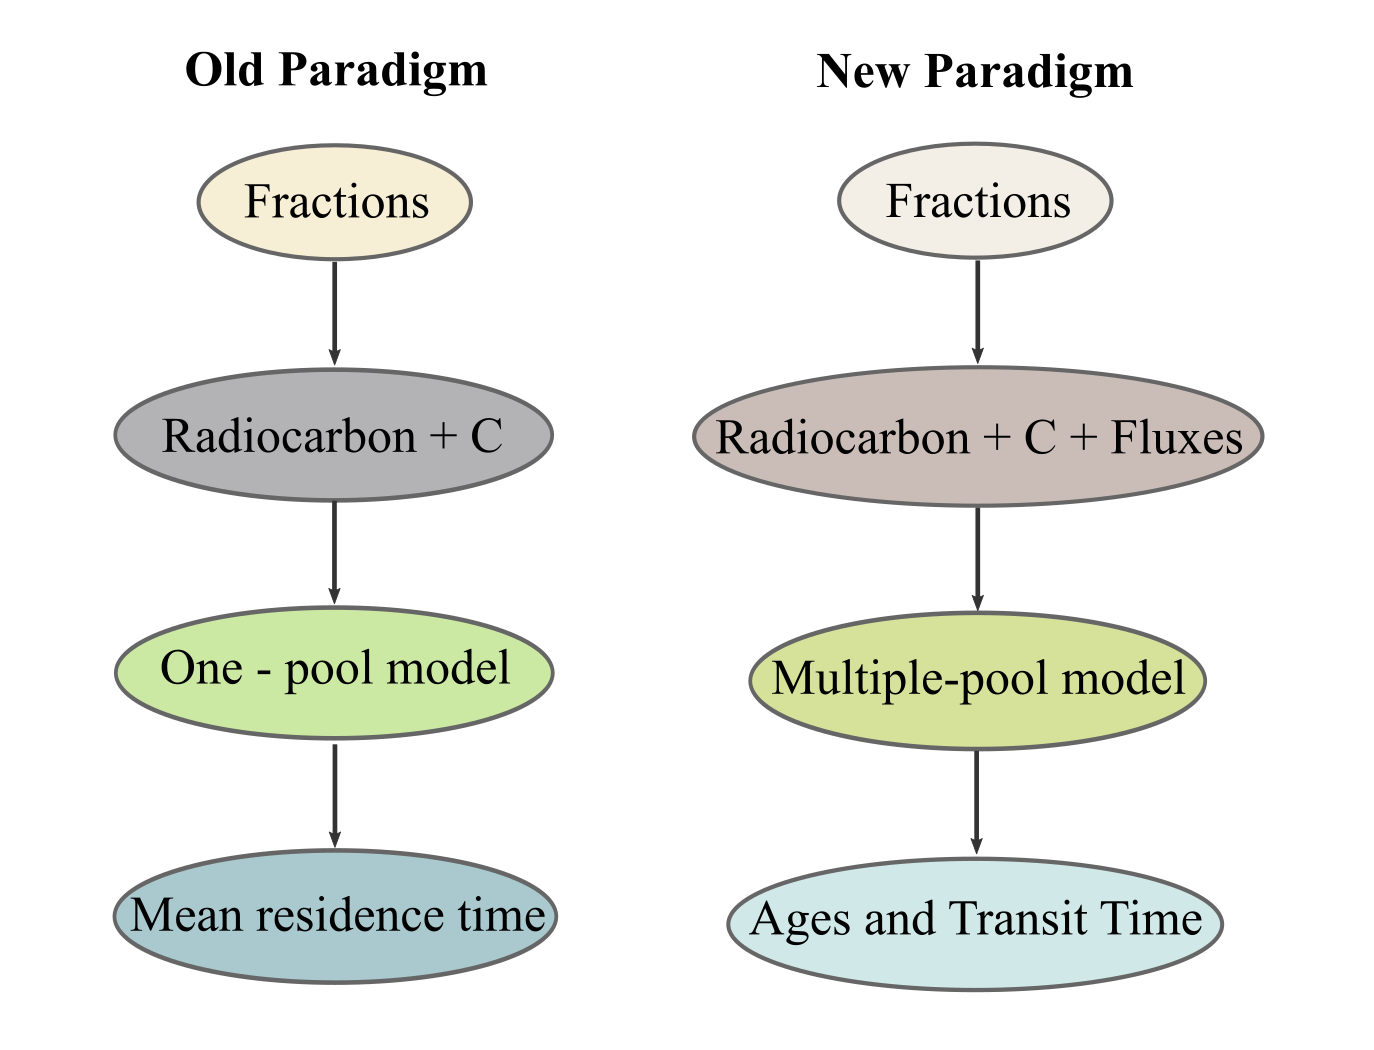 Old Paradigm
Fractions
Radiocarbon + C
One - pool model
Mean residence time
New Paradigm
Fractions
Radiocarbon + C + Fluxes
Multiple-pool model
Ages and Transit Time